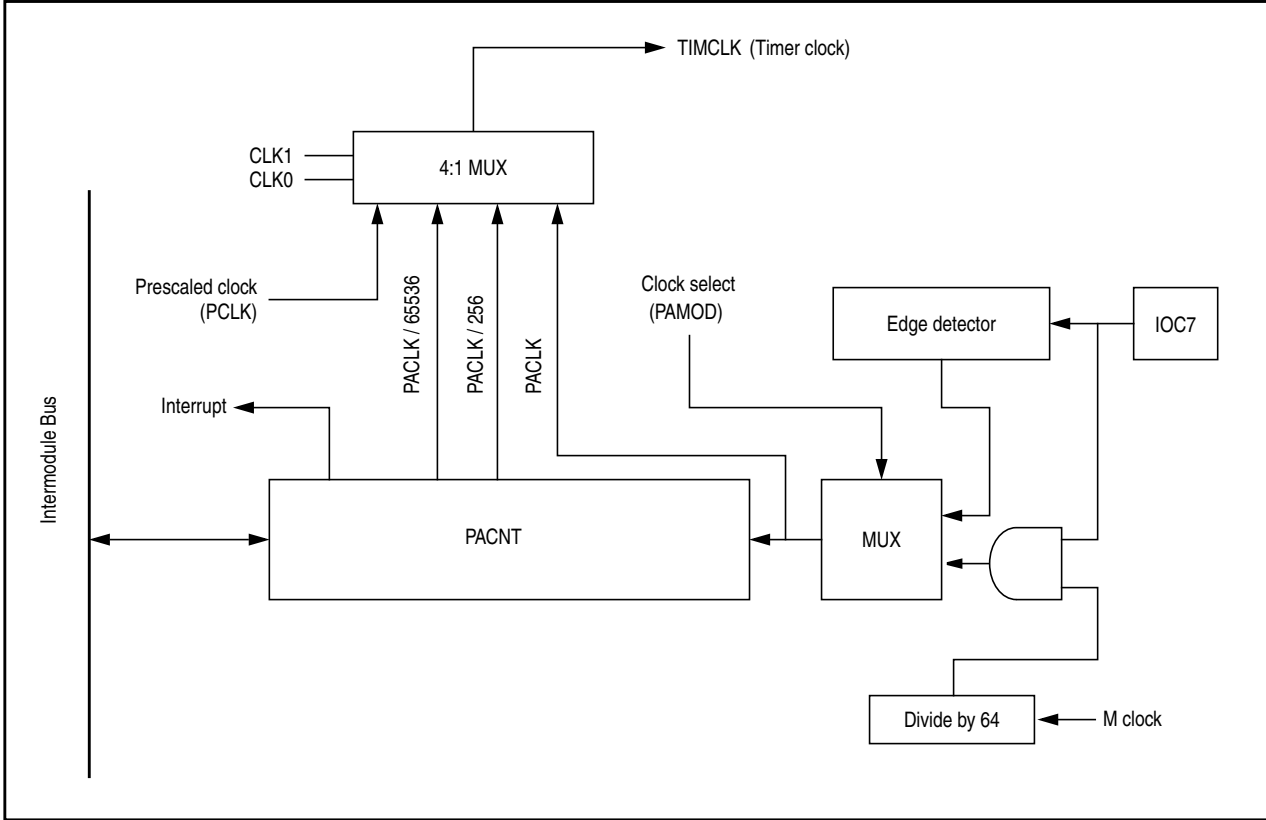 TIMCLK (Timer clock)
CLK1
CLK0
4:1 MUX
Prescaled clock
(PCLK)
PACLK / 65536
PACLK / 256
PACLK
Clock select
(PAMOD)
Edge detector
IOC7
Interrupt
Intermodule Bus
PACNT
MUX
Divide by 64
M clock